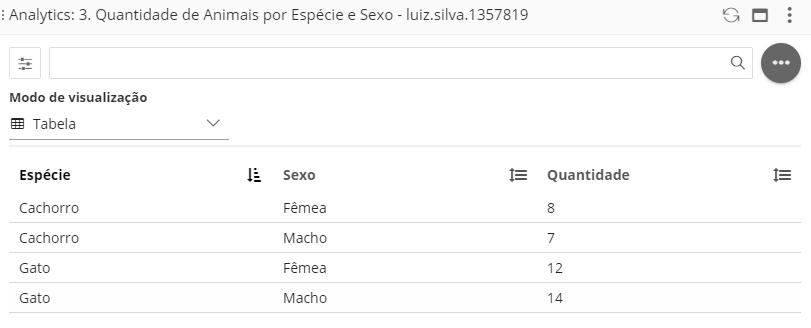 Analytics: 3. Quantidade de Animais por Espécie e Sexo - luiz.silva.1357819
Modo de visualização
Tabela
Espécie Sexo Quantidade
Cachorro Fêmea 8
Cachorro Macho 7
Gato Fêmea 12
Gato Macho 14